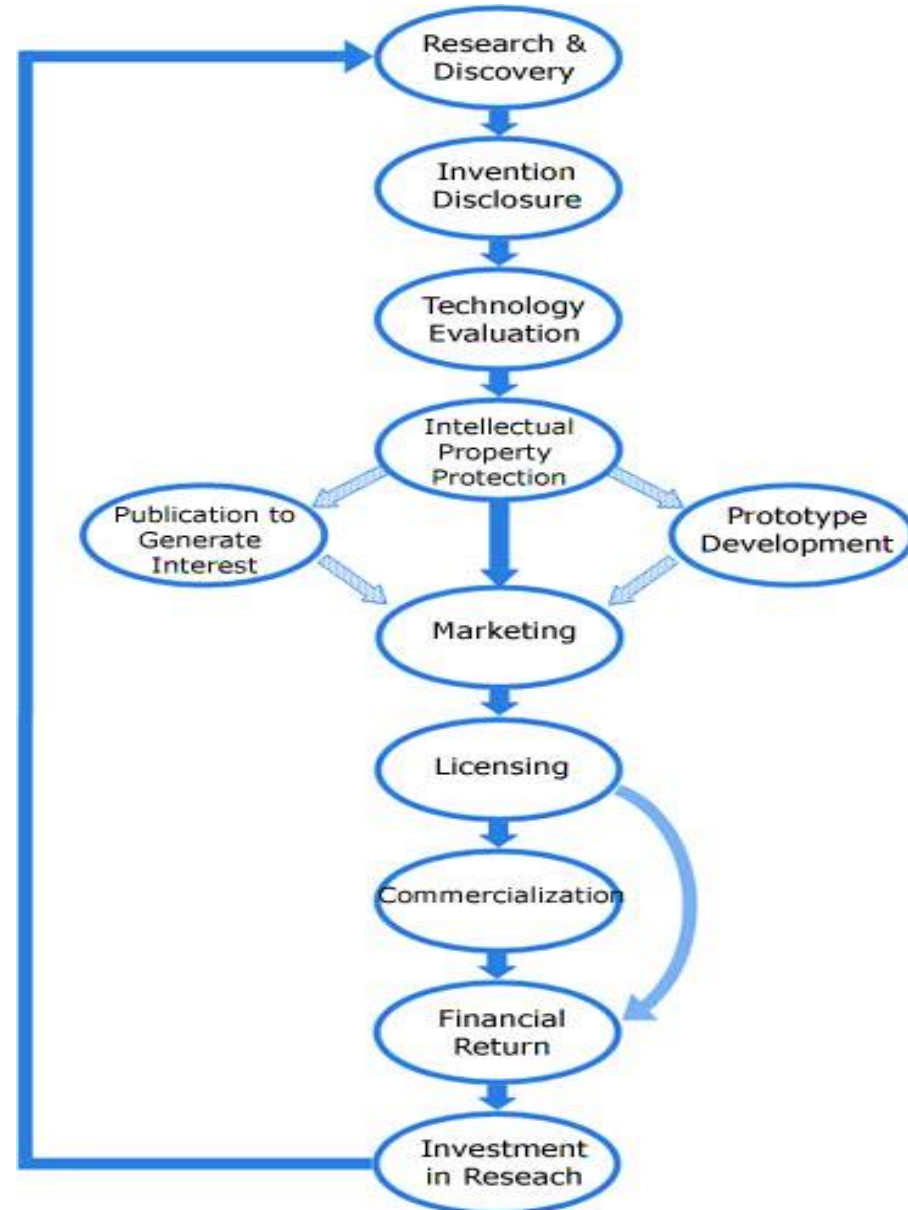 Research &
Discovery
Invention
Disclosure
Technology
Evaluation
Intellectual
Property
Protection
Publication to
Generate
Interest
Prototype
Development
Marketing
Licensing
Commercialization
Financial
Return
Investment
in Reseach